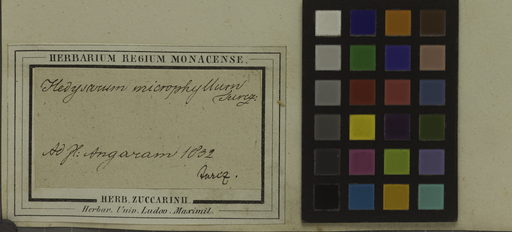 HERBARIUM REGIUM MONACENSE.
Hedysarum microphyllum
Turcz:
Ad fl: Angaram 1832
Turcz.
HERB. ZUCCARINII
Herbar. Univ. Ludov. Maximil.